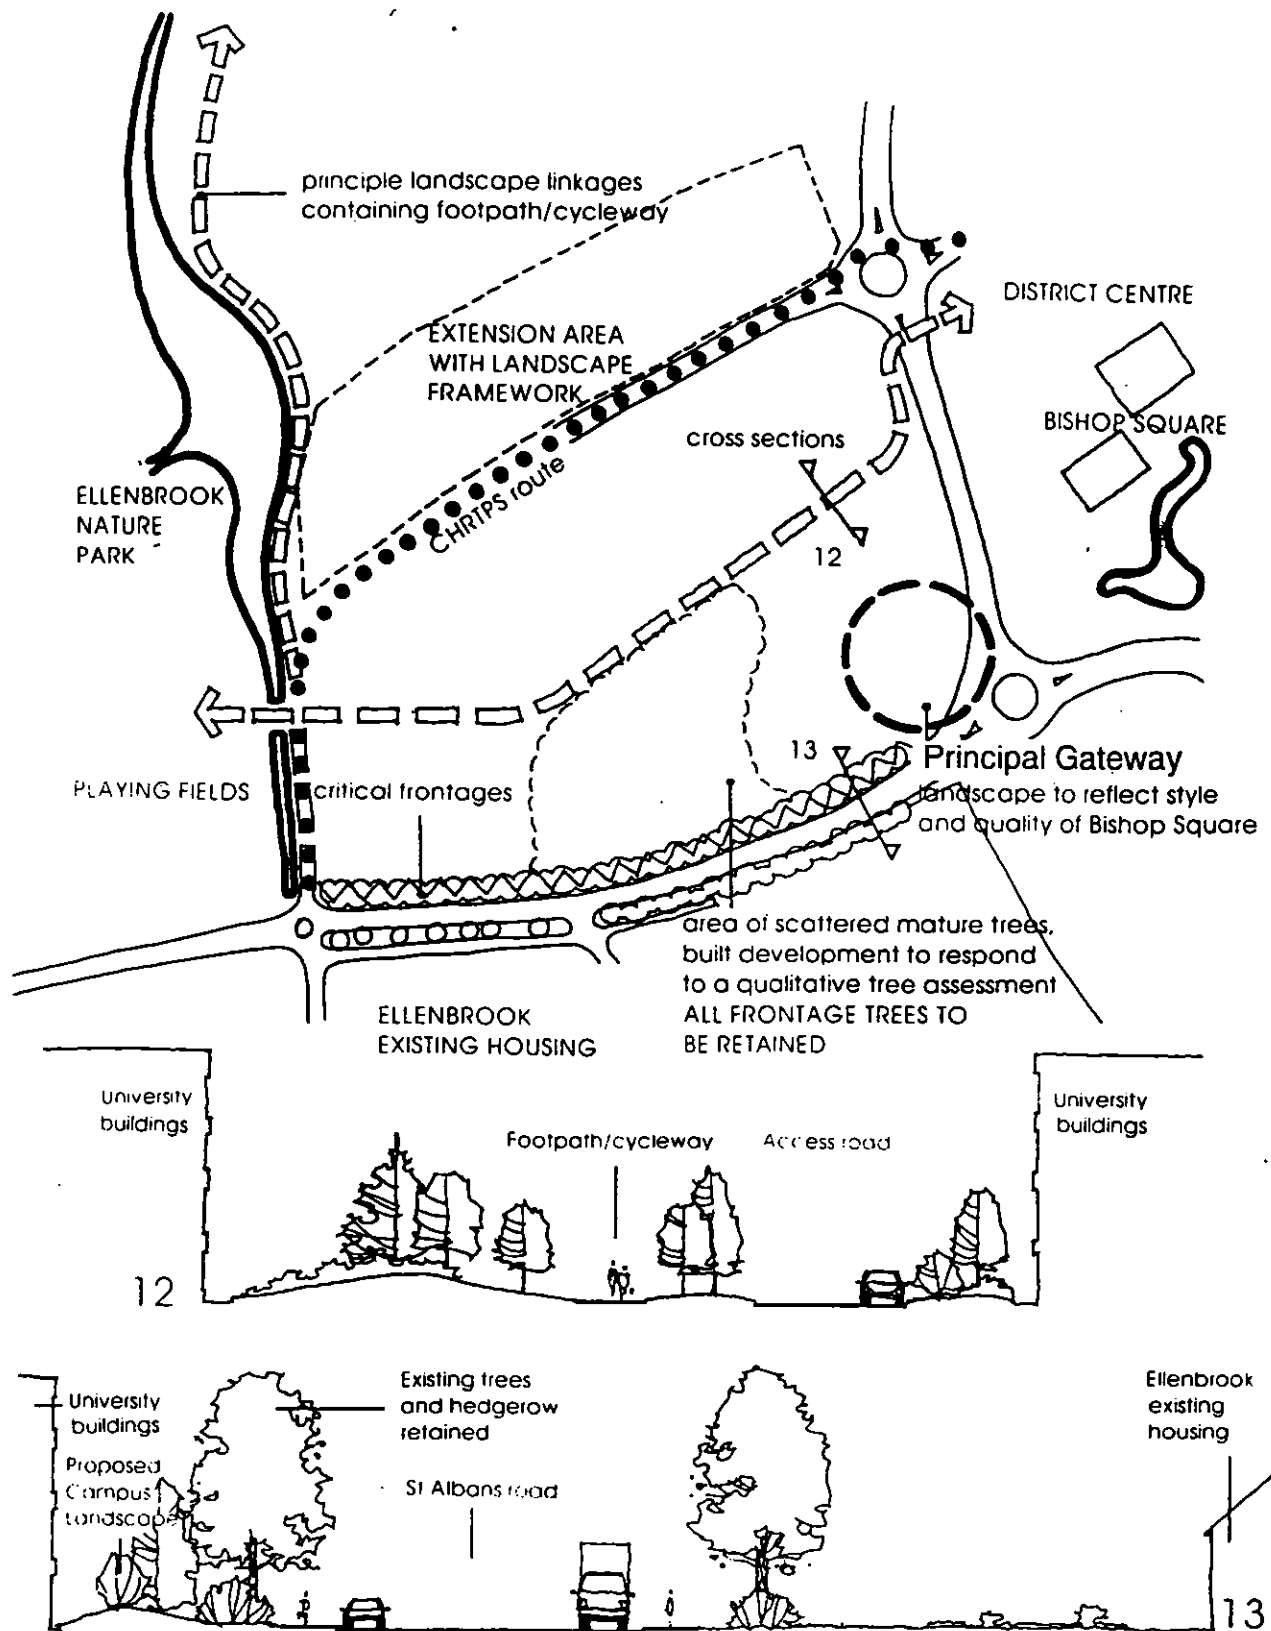 principle landscape linkages
containing footpath/cycleway
DISTRICT CENTRE
EXTENSION AREA
WITH LANDSCAPE
FRAMEWORK
BISHOP SQUARE
cross sections
ELLENBROOK
NATURE
PARK
CHRTPS route
12
13
Principal Gateway
landscape to reflect style
and quality of Bishop Square
PLAYING FIELDS
critical frontages
area of scattered mature trees,
built development to respond
to a qualitative tree assessment
ALL FRONTAGE TREES TO
BE RETAINED
ELLENBROOK
EXISTING HOUSING
University
buildings
Footpath/cycleway
Access road
University
buildings
12
University
buildings
Existing trees
and hedgerow
retained
Ellenbrook
existing
housing
Proposed
Campus
Landscape
St Albans road
13